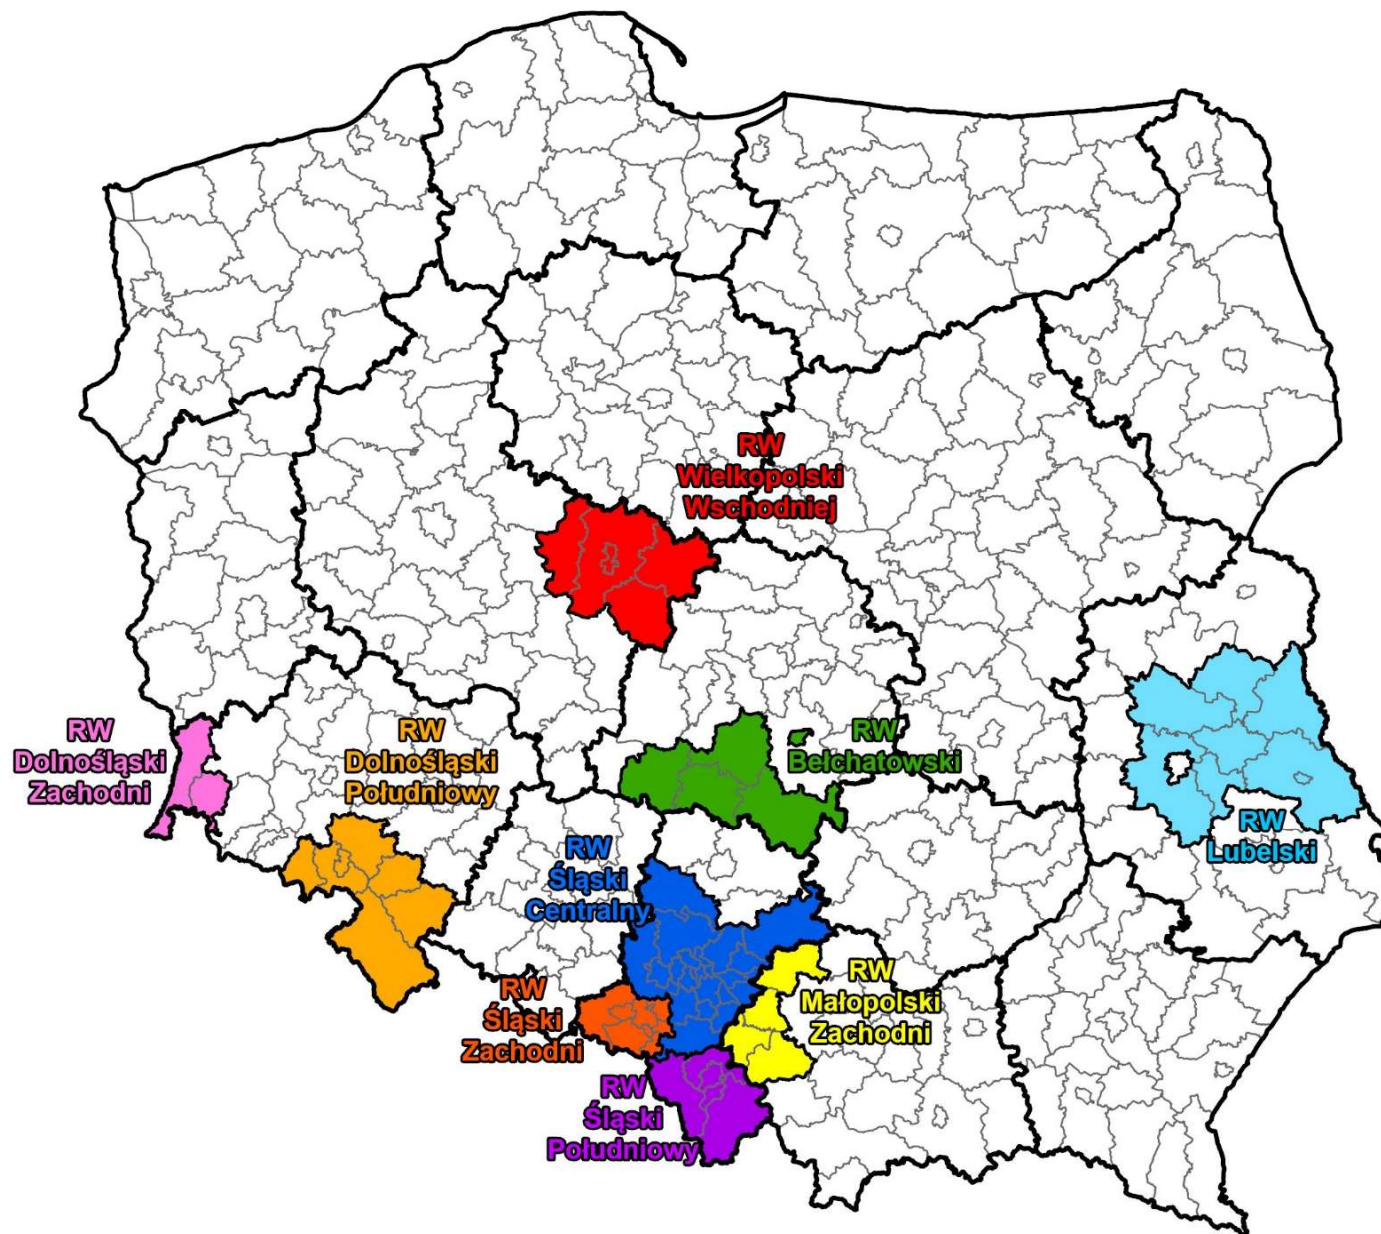 RW
Wielkopolski
Wschodniej
RW
Dolnośląski
Zachodni
RW
Dolnośląski
Południowy
RW
Bełchatowski
RW
Lubelski
RW
Śląski
Centralny
RW
Małopolski
Zachodni
RW
Śląski
Zachodni
RW
Śląski
Południowy